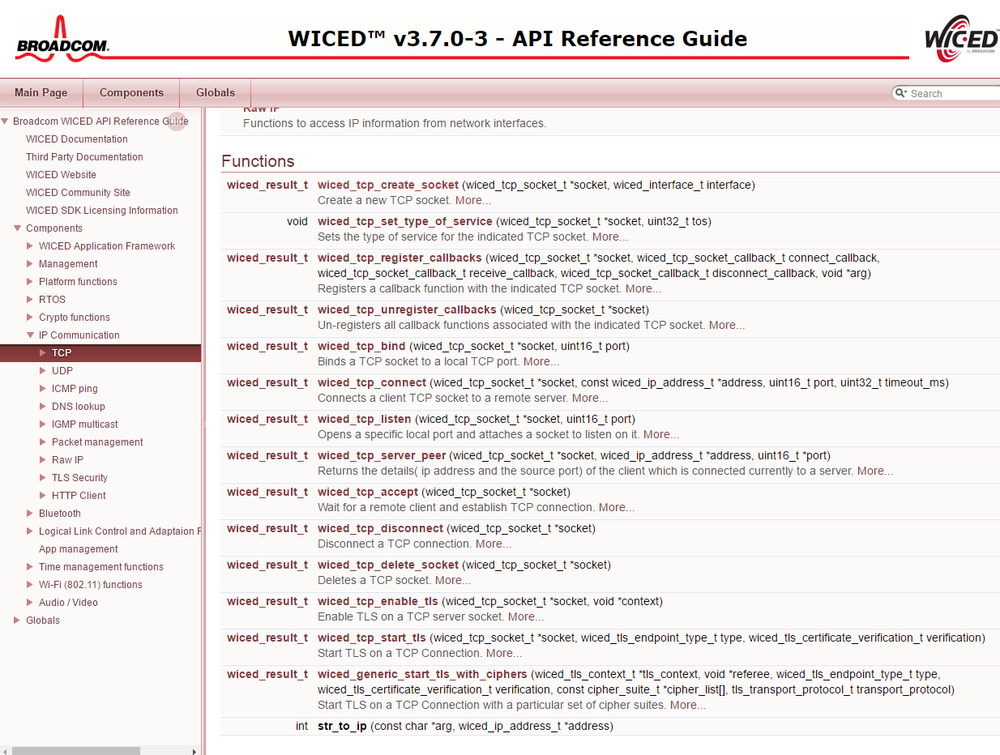 BROADCOM.
WICED™ v3.7.0-3 - API Reference Guide
WICED™
by BROADCOM
Main Page
Components
Globals
Search
Broadcom WICED API Reference Guide
WICED Documentation
Third Party Documentation
WICED Website
WICED Community Site
WICED SDK Licensing Information
Components
WICED Application Framework
Management
Platform functions
RTOS
Crypto functions
IP Communication
TCP
UDP
ICMP ping
DNS lookup
IGMP multicast
Packet management
Raw IP
TLS Security
HTTP Client
Bluetooth
Logical Link Control and Adaptaion
App management
Time management functions
Wi-Fi (802.11) functions
Audio / Video
Globals
Raw IP
Functions to access IP information from network interfaces.
Functions
wiced_result_t wiced_tcp_create_socket (wiced_tcp_socket_t *socket, wiced_interface_t interface)
Create a new TCP socket. More...
void wiced_tcp_set_type_of_service (wiced_tcp_socket_t *socket, uint32_t tos)
Sets the type of service for the indicated TCP socket. More...
wiced_result_t wiced_tcp_register_callbacks (wiced_tcp_socket_t *socket, wiced_tcp_socket_callback_t connect_callback,
wiced_tcp_socket_callback_t receive_callback, wiced_tcp_socket_callback_t disconnect_callback, void *arg)
Registers a callback function with the indicated TCP socket. More...
wiced_result_t wiced_tcp_unregister_callbacks (wiced_tcp_socket_t *socket)
Un-registers all callback functions associated with the indicated TCP socket. More...
wiced_result_t wiced_tcp_bind (wiced_tcp_socket_t *socket, uint16_t port)
Binds a TCP socket to a local TCP port. More...
wiced_result_t wiced_tcp_connect (wiced_tcp_socket_t *socket, const wiced_ip_address_t *address, uint16_t port, uint32_t timeout_ms)
Connects a client TCP socket to a remote server. More...
wiced_result_t wiced_tcp_listen (wiced_tcp_socket_t *socket, uint16_t port)
Opens a specific local port and attaches a socket to listen on it. More...
wiced_result_t wiced_tcp_server_peer (wiced_tcp_socket_t *socket, wiced_ip_address_t *address, uint16_t *port)
Returns the details( ip address and the source port) of the client which is connected currently to a server. More...
wiced_result_t wiced_tcp_accept (wiced_tcp_socket_t *socket)
Wait for a remote client and establish TCP connection. More...
wiced_result_t wiced_tcp_disconnect (wiced_tcp_socket_t *socket)
Disconnect a TCP connection. More...
wiced_result_t wiced_tcp_delete_socket (wiced_tcp_socket_t *socket)
Deletes a TCP socket. More...
wiced_result_t wiced_tcp_enable_tls (wiced_tcp_socket_t *socket, void *context)
Enable TLS on a TCP server socket. More...
wiced_result_t wiced_tcp_start_tls (wiced_tcp_socket_t *socket, wiced_tls_endpoint_type_t type, wiced_tls_certificate_verification_t verification)
Start TLS on a TCP Connection. More...
wiced_result_t wiced_generic_start_tls_with_ciphers (wiced_tls_context_t *tls_context, void *referee, wiced_tls_endpoint_type_t type,
wiced_tls_certificate_verification_t verification, const cipher_suite_t *cipher_list[], tls_transport_protocol_t transport_protocol)
Start TLS on a TCP Connection with a particular set of cipher suites. More...
int str_to_ip (const char *arg, wiced_ip_address_t *address)